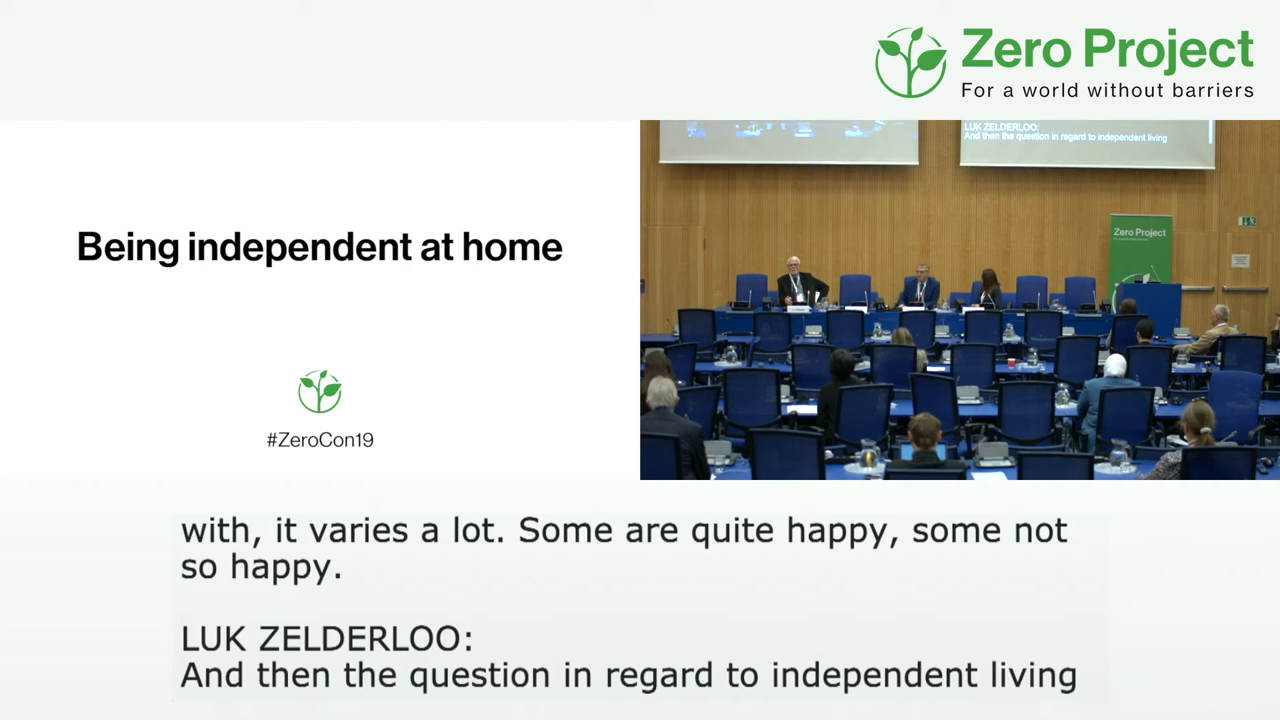 Zero Project
For a world without barriers
LUK ZELDERLOO:
And then the question in regard to independent living
Being independent at home
Zero Project
#ZeroCon19
with, it varies a lot. Some are quite happy, some not
so happy.
LUK ZELDERLOO:
And then the question in regard to independent living